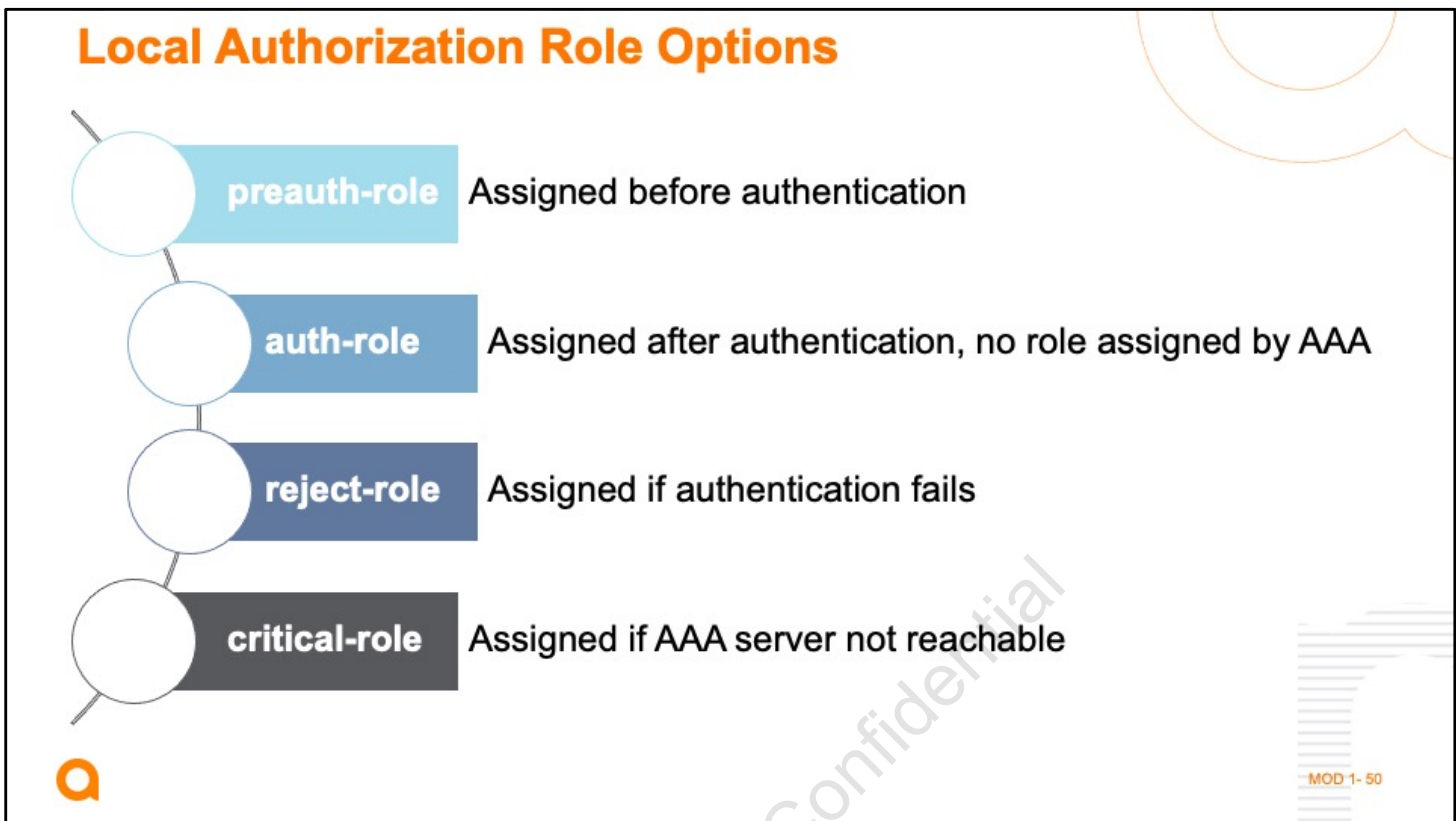 Local Authorization Role Options
preauth-role Assigned before authentication
auth-role Assigned after authentication, no role assigned by AAA
reject-role Assigned if authentication fails
critical-role Assigned if AAA server not reachable
Confidential
MOD 1- 50